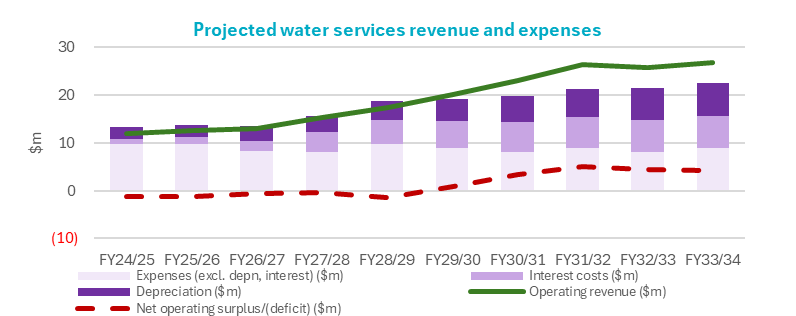 Projected water services revenue and expenses
30
20
10
0
(10)
$m
FY24/25 FY25/26 FY26/27 FY27/28 FY28/29 FY29/30 FY30/31 FY31/32 FY32/33 FY33/34
Expenses (excl. depn, interest) ($m) Interest costs ($m)
Depreciation ($m) Operating revenue ($m)
Net operating surplus/(deficit) ($m)